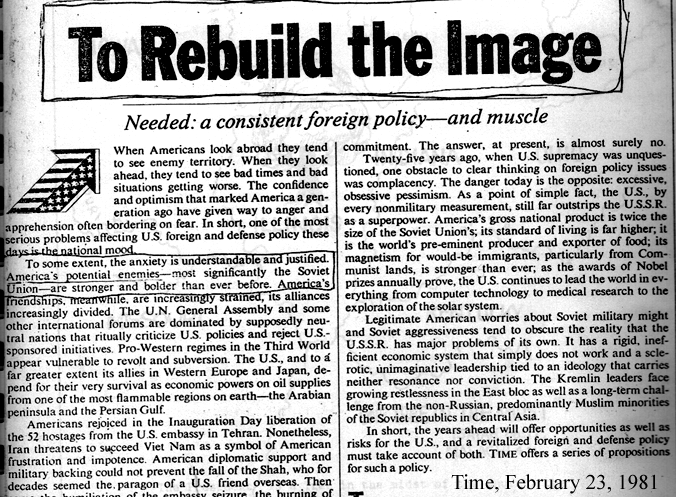 To Rebuild the Image
Needed: a consistent foreign policy—and muscle
When Americans look abroad they tend
to see enemy territory. When they look
ahead, they tend to see bad times and bad
situations getting worse. The confidence
and optimism that marked America a gen-
eration ago have given way to anger and
apprehension often bordering on fear. In short, one of the most
serious problems affecting U.S. foreign and defense policy these
days is the national mood.
To some extent, the anxiety is understandable and justified.
America's potential enemies—most significantly the Soviet
Union—are stronger and bolder than ever before. America's
friendships, meanwhile, are increasingly strained, its alliances
increasingly divided. The U.N. General Assembly and some
other international forums are dominated by supposedly neu-
tral nations that ritually criticize U.S. policies and reject U.S.-
sponsored initiatives. Pro-Western regimes in the Third World
appear vulnerable to revolt and subversion. The U.S., and to a
far greater extent its allies in Western Europe and Japan, de-
pend for their very survival as economic powers on oil supplies
from one of the most flammable regions on earth—the Arabian
peninsula and the Persian Gulf.
Americans rejoiced in the Inauguration Day liberation of
the 52 hostages from the U.S. embassy in Tehran. Nonetheless,
Iran threatens to succeed Viet Nam as a symbol of American
frustration and impotence. American diplomatic support and
military backing could not prevent the fall of the Shah, who for
decades seemed the paragon of a U.S. friend overseas. Then
the humiliation of the embassy seizure, the burning of
commitment. The answer, at present, is almost surely no.
Twenty-five years ago, when U.S. supremacy was unques-
tioned, one obstacle to clear thinking on foreign policy issues
was complacency. The danger today is the opposite: excessive,
obsessive pessimism. As a point of simple fact, the U.S., by
every nonmilitary measurement, still far outstrips the U.S.S.R.
as a superpower. America's gross national product is twice the
size of the Soviet Union's; its standard of living is far higher; it
is the world's pre-eminent producer and exporter of food; its
magnetism for would-be immigrants, particularly from Com-
munist lands, is stronger than ever; as the awards of Nobel
prizes annually prove, the U.S. continues to lead the world in ev-
erything from computer technology to medical research to the
exploration of the solar system.
Legitimate American worries about Soviet military might
and Soviet aggressiveness tend to obscure the reality that the
U.S.S.R. has major problems of its own. It has a rigid, inef-
ficient economic system that simply does not work and a scle-
rotic, unimaginative leadership tied to an ideology that carries
neither resonance nor conviction. The Kremlin leaders face
growing restlessness in the East bloc as well as a long-term chal-
lenge from the non-Russian, predominantly Muslim minorities
of the Soviet republics in Central Asia.
In short, the years ahead will offer opportunities as well as
risks for the U.S., and a revitalized foreign and defense policy
must take account of both. TIME offers a series of propositions
for such a policy.
Time, February 23, 1981